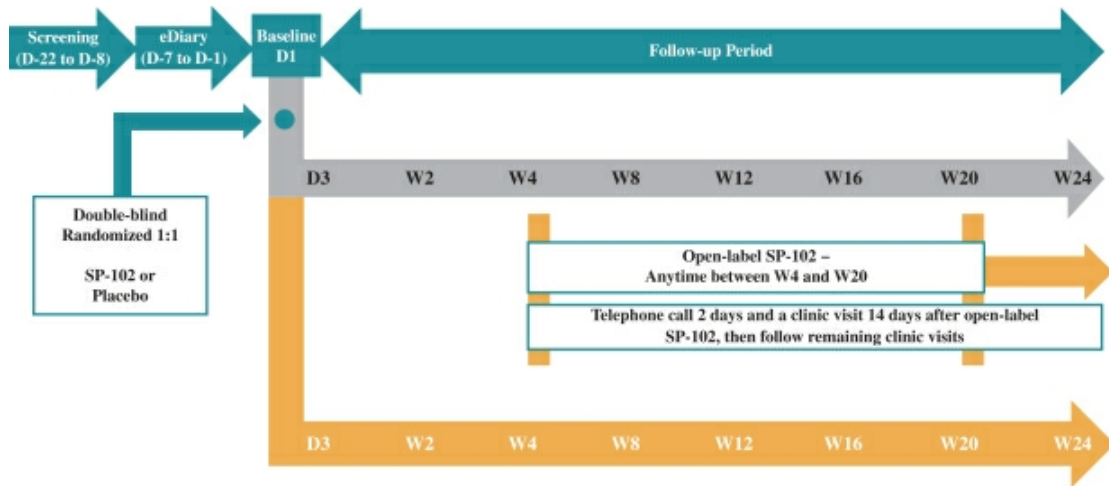 Screening
(D-22 to D-8)
eDiary
(D-7 to D-1)
Baseline
D1
Follow-up Period
D3 W2 W4 W8 W12 W16 W20 W24
Double-blind
Randomized 1:1
SP-102 or
Placebo
Open-label SP-102 –
Anytime between W4 and W20
Telephone call 2 days and a clinic visit 14 days after open-label
SP-102, then follow remaining clinic visits
D3 W2 W4 W8 W12 W16 W20 W24